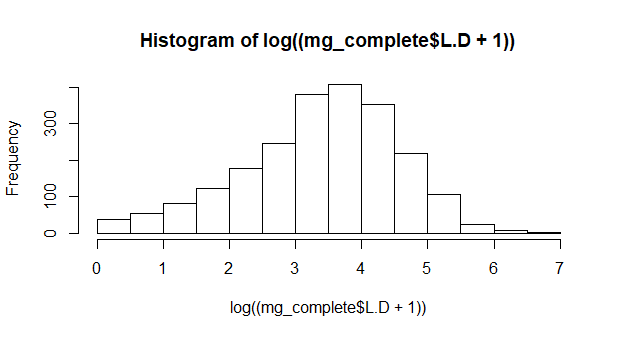 Histogram of log((mg_complete$L.D + 1))
Frequency
300
100
0
0 1 2 3 4 5 6 7
log((mg_complete$L.D + 1))